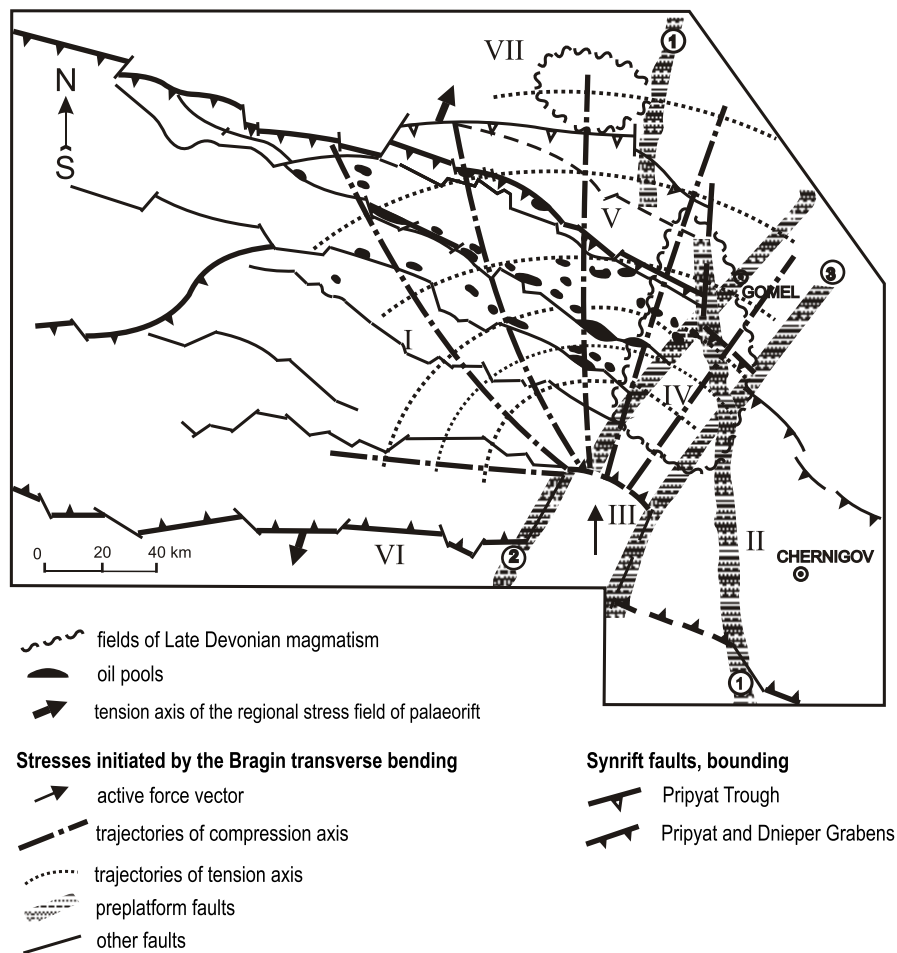 VII
1
N
S
V
3
GOMEL
I
IV
III
II
0 20 40 km
VI
2
CHERNIGOV
1
fields of Late Devonian magmatism
oil pools
tension axis of the regional stress field of palaeorift
Stresses initiated by the Bragin transverse bending
active force vector
trajectories of compression axis
trajectories of tension axis
preplatform faults
other faults
Synrift faults, bounding
Pripyat Trough
Pripyat and Dnieper Grabens